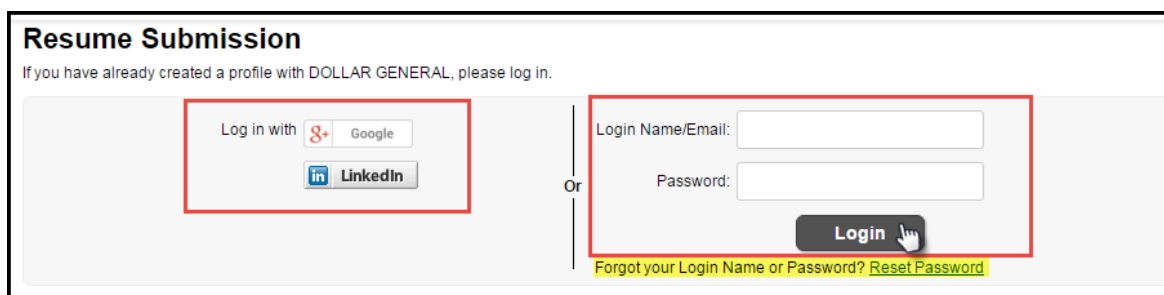 Resume Submission
If you have already created a profile with DOLLAR GENERAL, please log in.
Log in with
g+ Google
in LinkedIn
Or
Login Name/Email:
Password:
Login
Forgot your Login Name or Password? Reset Password